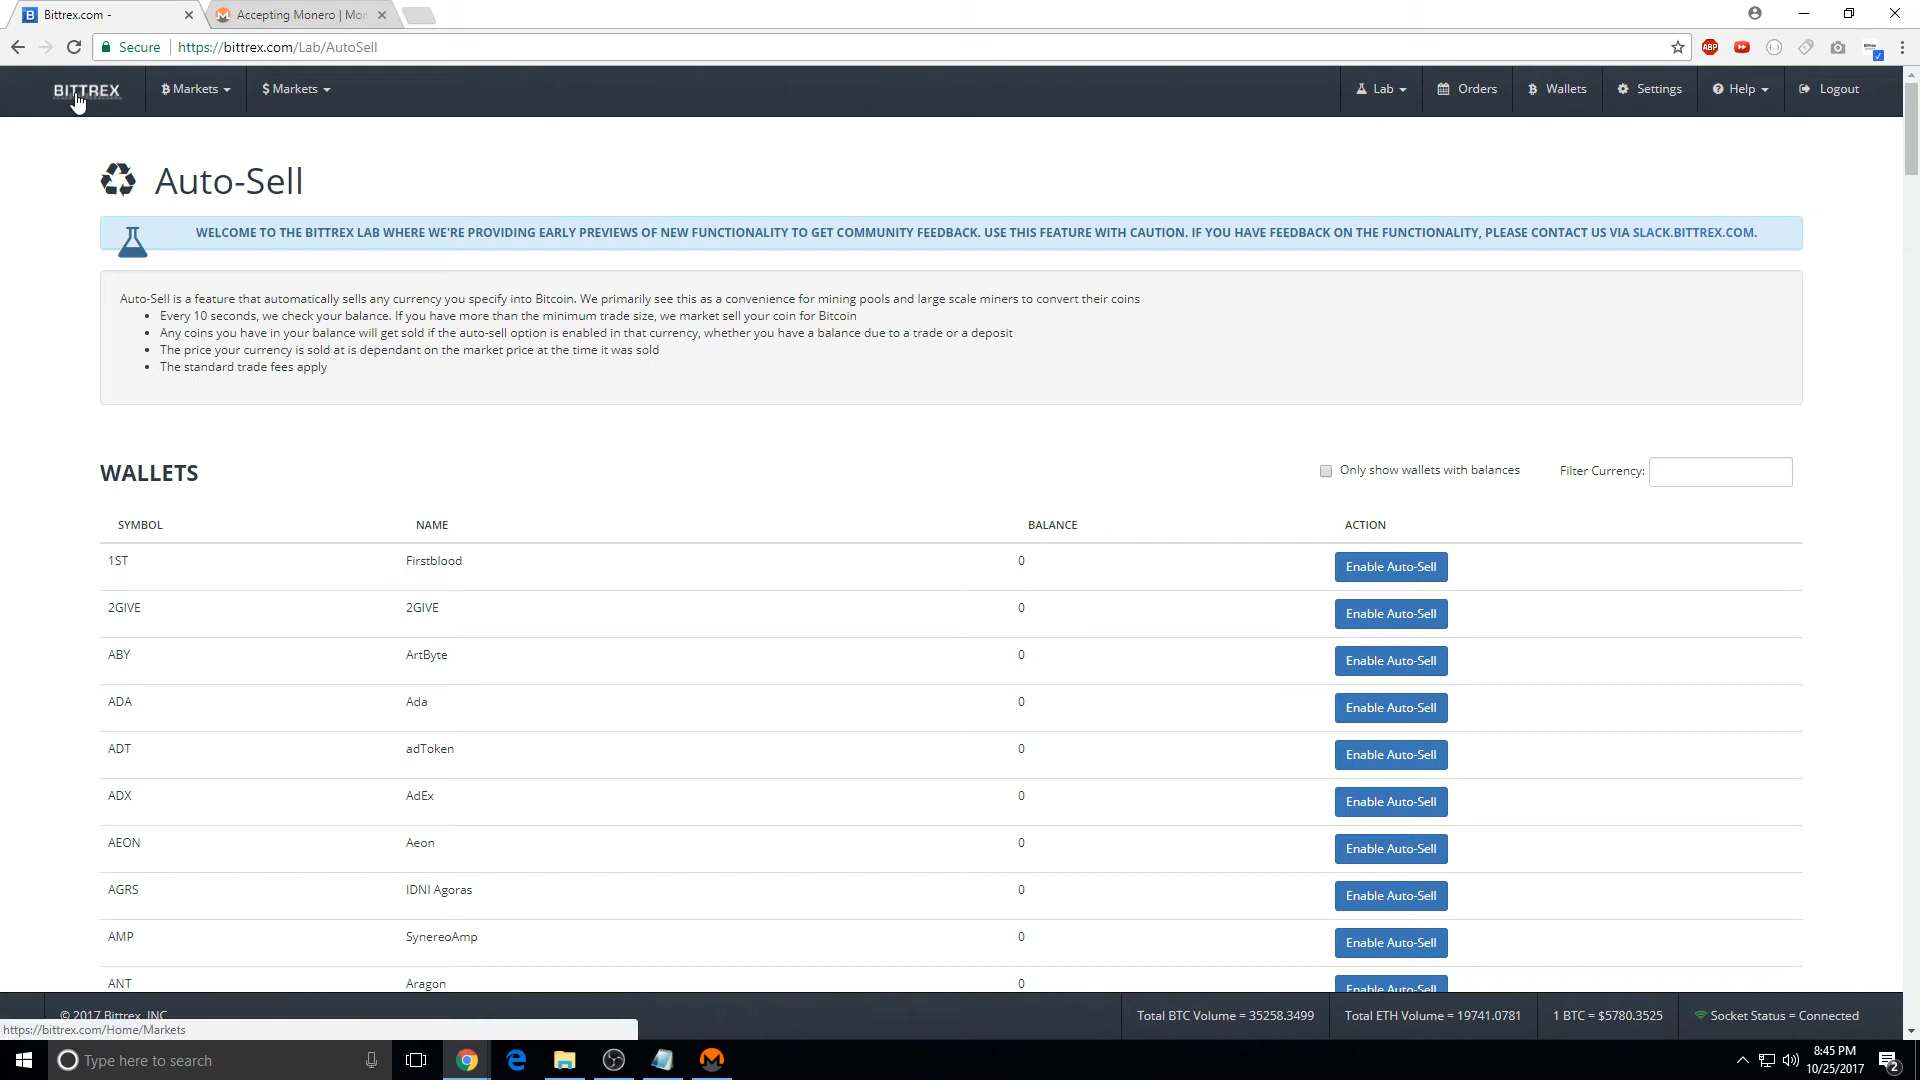 Bittrex.com -
Accepting Monero | Mon
Secure
https://bittrex.com/Lab/AutoSell
ABP
BITTREX
Markets
$ Markets
Lab
Orders
Wallets
Settings
Help
Logout
Auto-Sell
WELCOME TO THE BITTREX LAB WHERE WE'RE PROVIDING EARLY PREVIEWS OF NEW FUNCTIONALITY TO GET COMMUNITY FEEDBACK. USE THIS FEATURE WITH CAUTION. IF YOU HAVE FEEDBACK ON THE FUNCTIONALITY, PLEASE CONTACT US VIA SLACK.BITTREX.COM.
Auto-Sell is a feature that automatically sells any currency you specify into Bitcoin. We primarily see this as a convenience for mining pools and large scale miners to convert their coins
• Every 10 seconds, we check your balance. If you have more than the minimum trade size, we market sell your coin for Bitcoin
• Any coins you have in your balance will get sold if the auto-sell option is enabled in that currency, whether you have a balance due to a trade or a deposit
• The price your currency is sold at is dependant on the market price at the time it was sold
• The standard trade fees apply
WALLETS
Only show wallets with balances
Filter Currency:
SYMBOL NAME BALANCE ACTION
1ST Firstblood 0 Enable Auto-Sell
2GIVE 2GIVE 0 Enable Auto-Sell
ABY ArtByte 0 Enable Auto-Sell
ADA Ada 0 Enable Auto-Sell
ADT adToken 0 Enable Auto-Sell
ADX AdEx 0 Enable Auto-Sell
AEON Aeon 0 Enable Auto-Sell
AGRS IDNI Agoras 0 Enable Auto-Sell
AMP SynereoAmp 0 Enable Auto-Sell
ANT Aragon 0 Enable Auto-Sell
© 2017 Bittrex, INC
Total BTC Volume = 35258.3499
Total ETH Volume = 19741.0781
1 BTC = $5780.3525
Socket Status = Connected
https://bittrex.com/Home/Markets
Type here to search
8:45 PM
10/25/2017
2